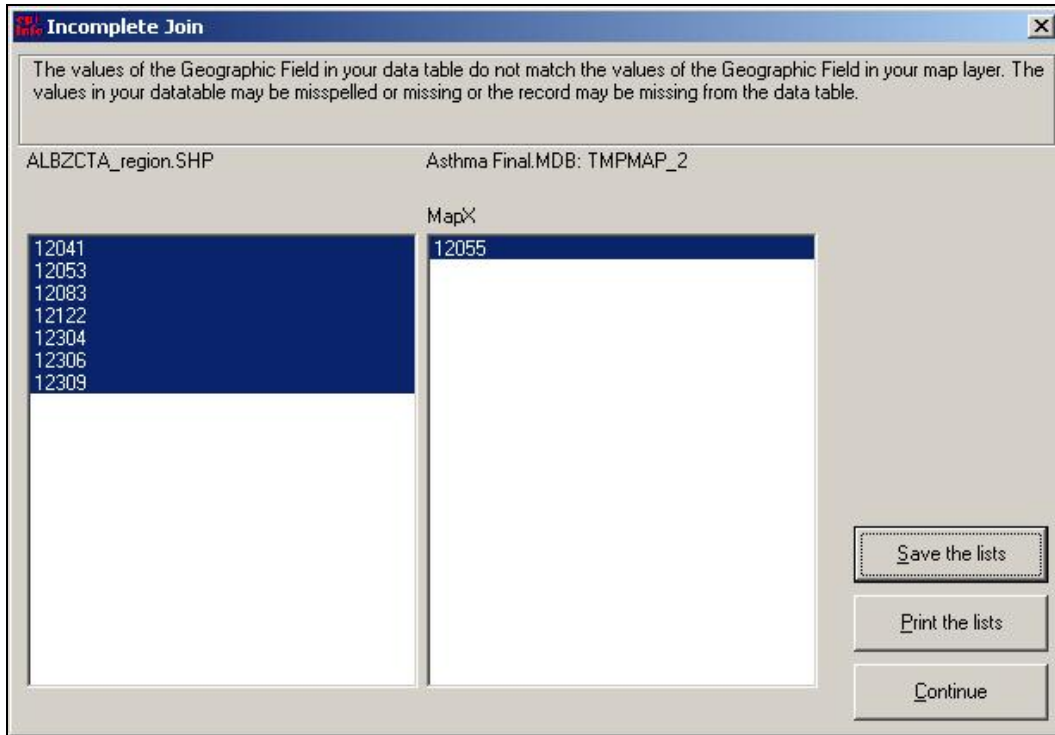 Epi Info Incomplete Join
The values of the Geographic Field in your data table do not match the values of the Geographic Field in your map layer. The
values in your datatable may be misspelled or missing or the record may be missing from the data table.
ALBZCTA_region.SHP
Asthma Final.MDB: TMPMAP_2
MapX
12041
12053
12083
12122
12304
12306
12309
12055
Save the lists
Print the lists
Continue